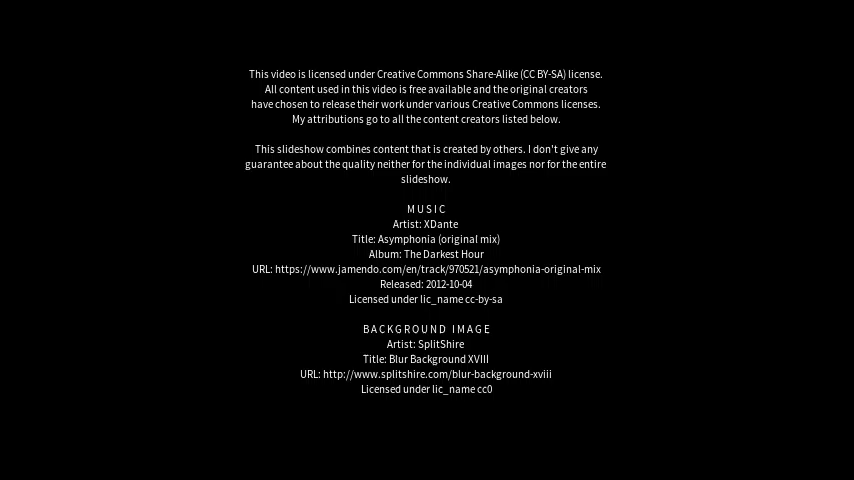 This video is licensed under Creative Commons Share-Alike (CC BY-SA) license.
All content used in this video is free available and the original creators
have chosen to release their work under various Creative Commons licenses.
My attributions go to all the content creators listed below.
This slideshow combines content that is created by others. I don't give any
guarantee about the quality neither for the individual images nor for the entire
slideshow.
MUSIC
Artist: XDante
Title: Asymphonia (original mix)
Album: The Darkest Hour
URL: https://www.jamendo.com/en/track/970521/asymphonia-original-mix
Released: 2012-10-04
Licensed under lic_name cc-by-sa
BACKGROUND IMAGE
Artist: SplitShire
Title: Blur Background XVIII
URL: http://www.splitshire.com/blur-background-xviii
Licensed under lic_name cc0